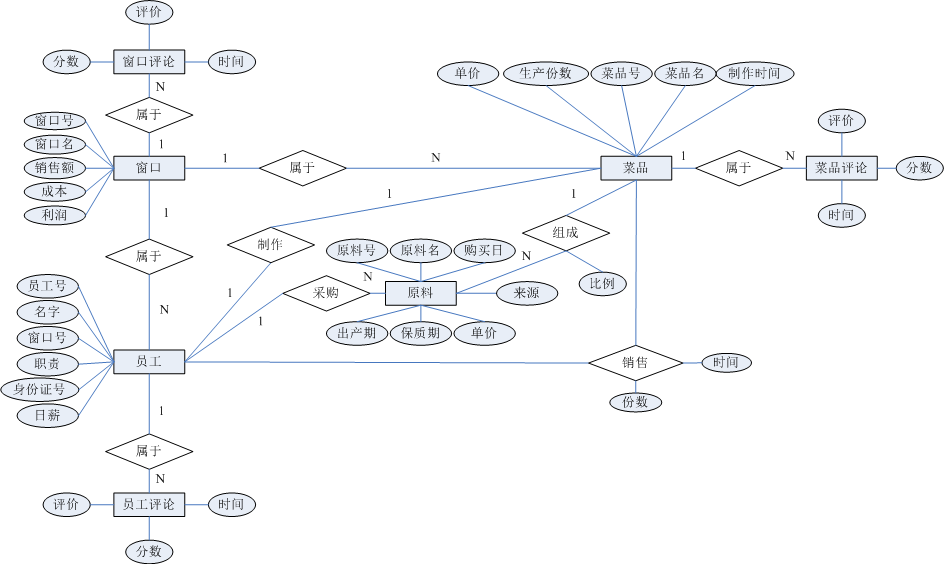 评价
分数
窗口评论
时间
N
属于
1
窗口号
窗口名
销售额
成本
利润
窗口
1
属于
N
单价
生产份数
菜品号
菜品名
制作时间
菜品
1
属于
N
评价
菜品评论
分数
时间
1
属于
N
1
制作
1
1
组成
N
比例
原料号
原料名
购买日
1
采购
N
原料
来源
出产期
保质期
单价
员工号
名字
窗口号
职责
身份证号
日薪
员工
销售
时间
份数
1
属于
N
评价
员工评论
时间
分数